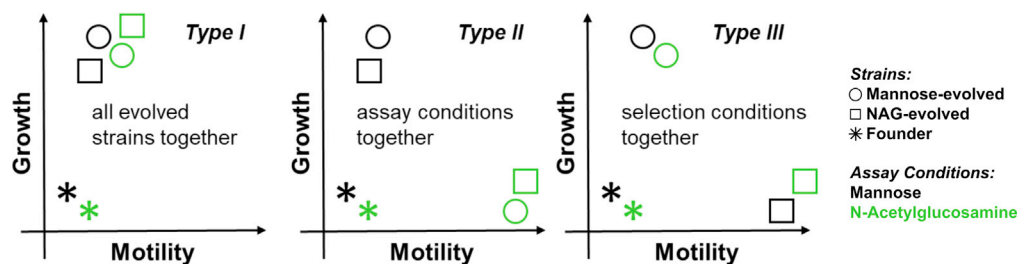 Type I
Growth
all evolved
strains together
Motility
Type II
Growth
assay conditions
together
Motility
Type III
Growth
selection conditions
together
Motility
Strains:
Mannose-evolved
NAG-evolved
Founder
Assay Conditions:
Mannose
N-Acetylglucosamine